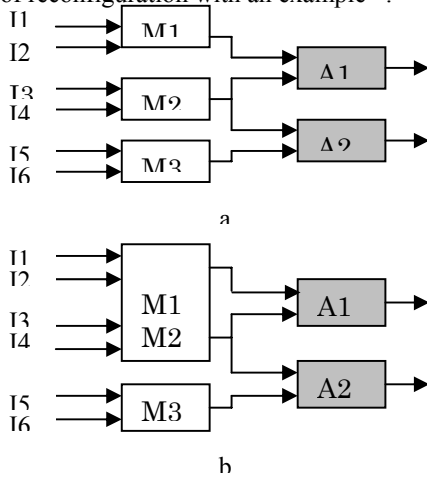 of reconfiguration with an example
I1
I2
M1
A1
I3
I4
M2
A2
I5
I6
M3
a
I1
I2
I3
I4
M1
M2
A1
I5
I6
M3
A2
b